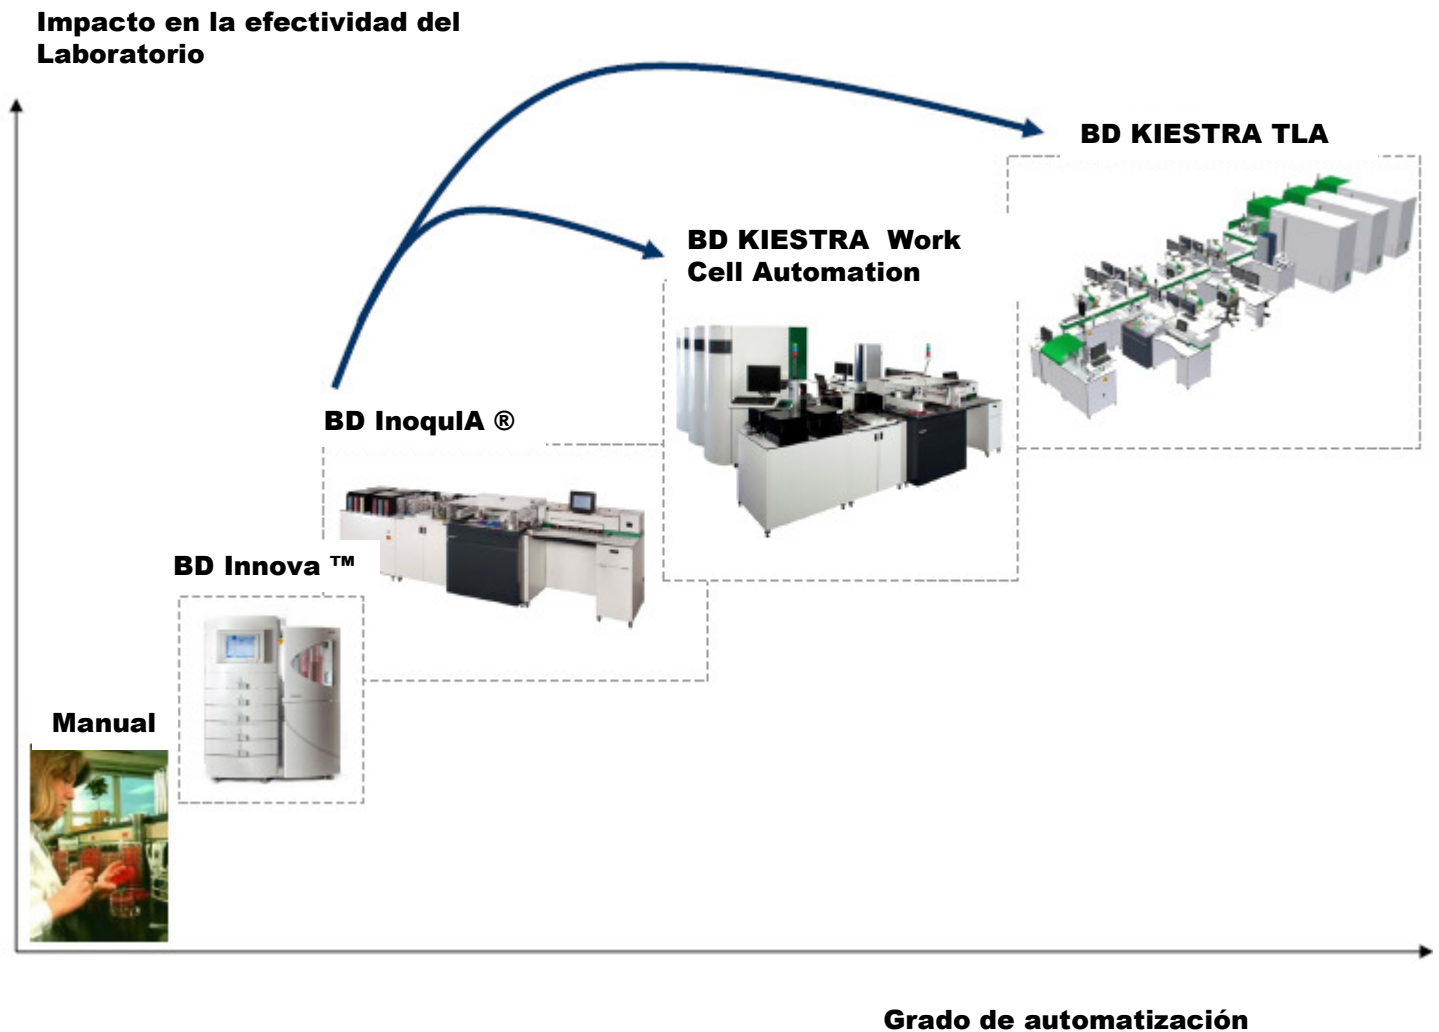 Impacto en la efectividad del
Laboratorio
BD KIESTRA TLA
BD KIESTRA  Work
Cell Automation
BD InoqulA ®
BD Innova ™
Manual
Grado de automatización